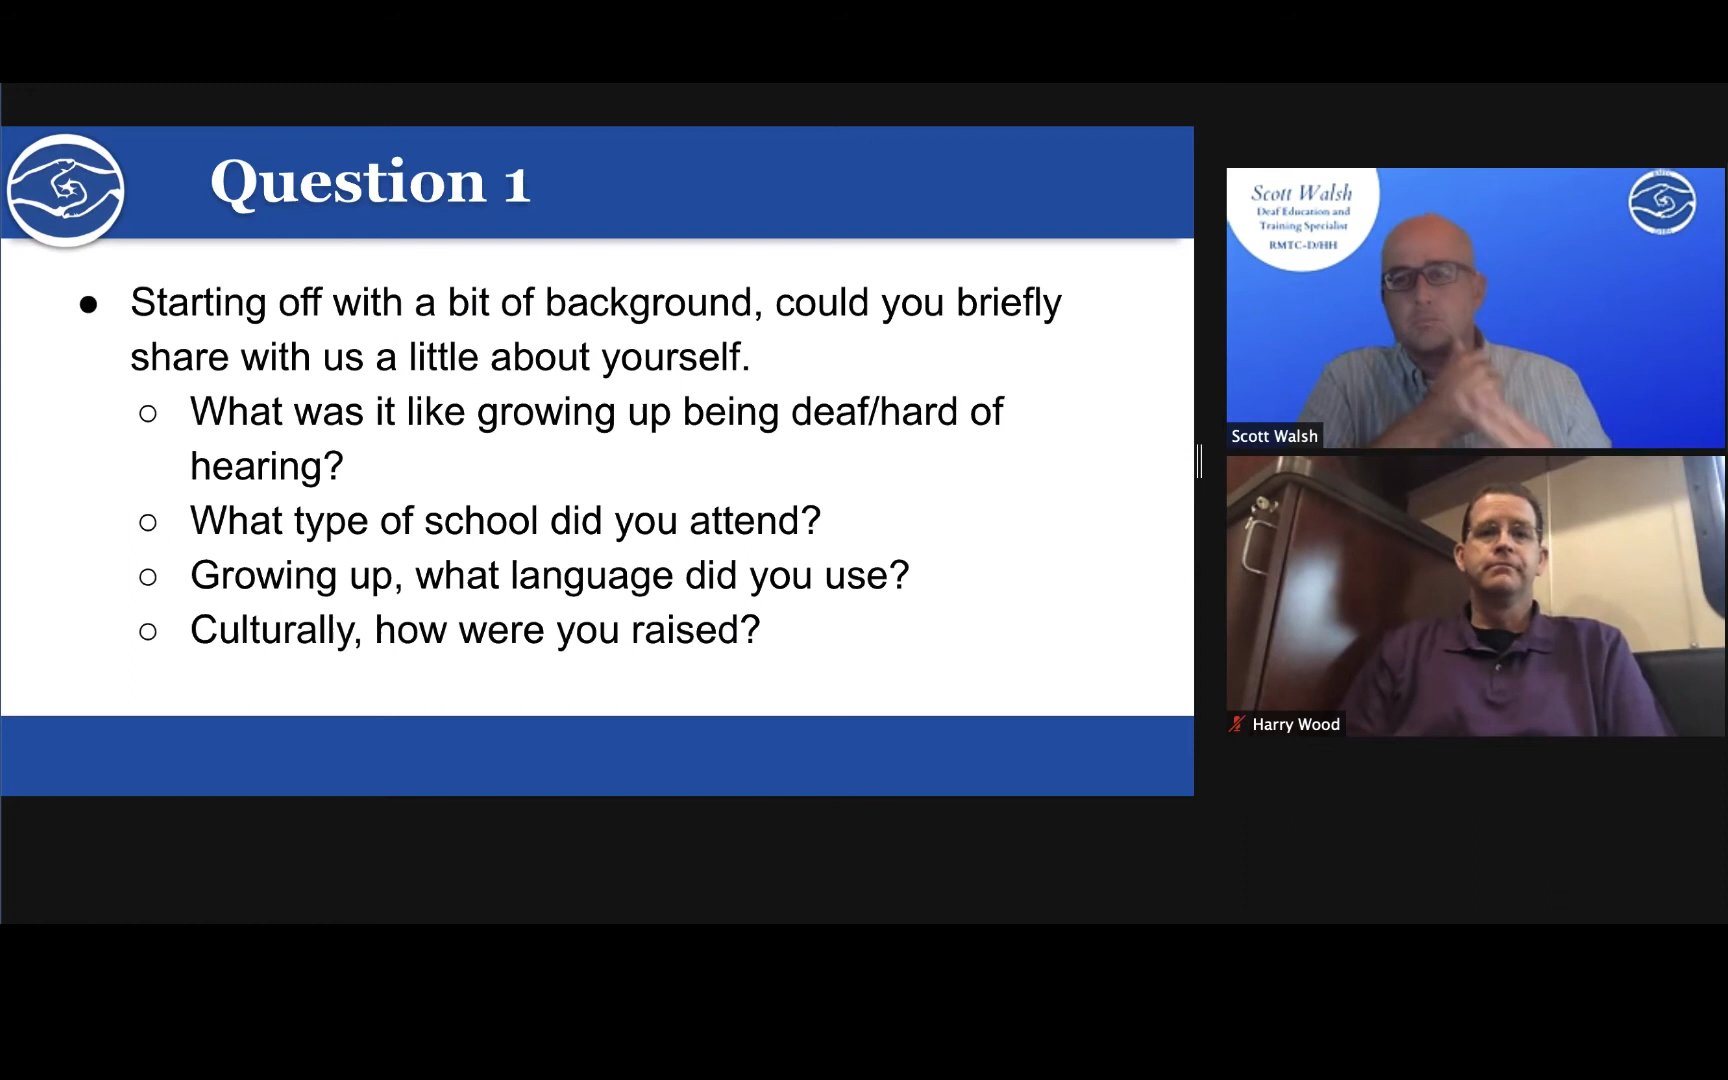 Question 1
● Starting off with a bit of background, could you briefly
share with us a little about yourself.
○ What was it like growing up being deaf/hard of
hearing?
○ What type of school did you attend?
○ Growing up, what language did you use?
○ Culturally, how were you raised?
Scott Walsh
Deaf Education and
Training Specialist
RMTC-D/HH
Scott Walsh
Harry Wood